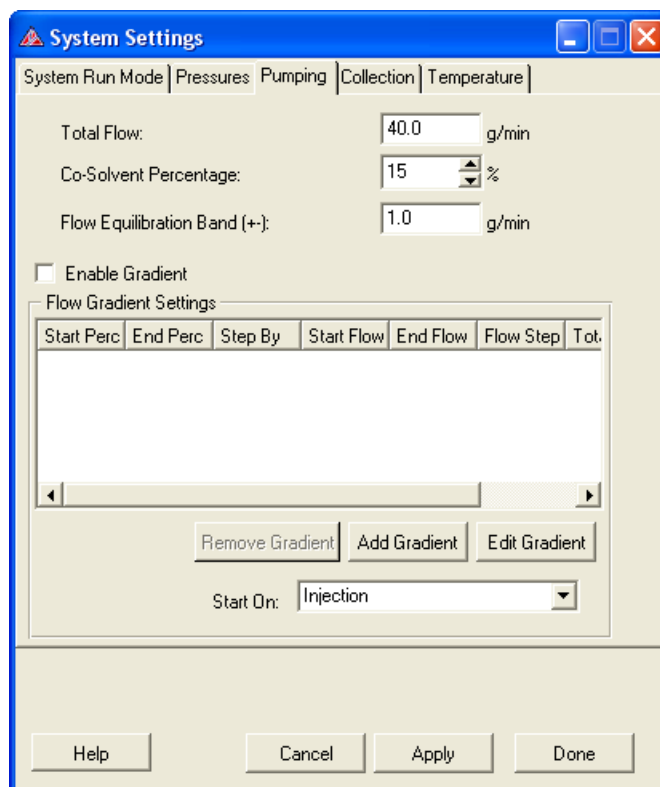 System Settings
System Run Mode Pressures Pumping Collection Temperature
Total Flow: 40.0 g/min
Co-Solvent Percentage: 15 %
Flow Equilibration Band (+-): 1.0 g/min
Enable Gradient
Flow Gradient Settings
Start Perc End Perc Step By Start Flow End Flow Flow Step Tot
Remove Gradient Add Gradient Edit Gradient
Start On: Injection
Help Cancel Apply Done